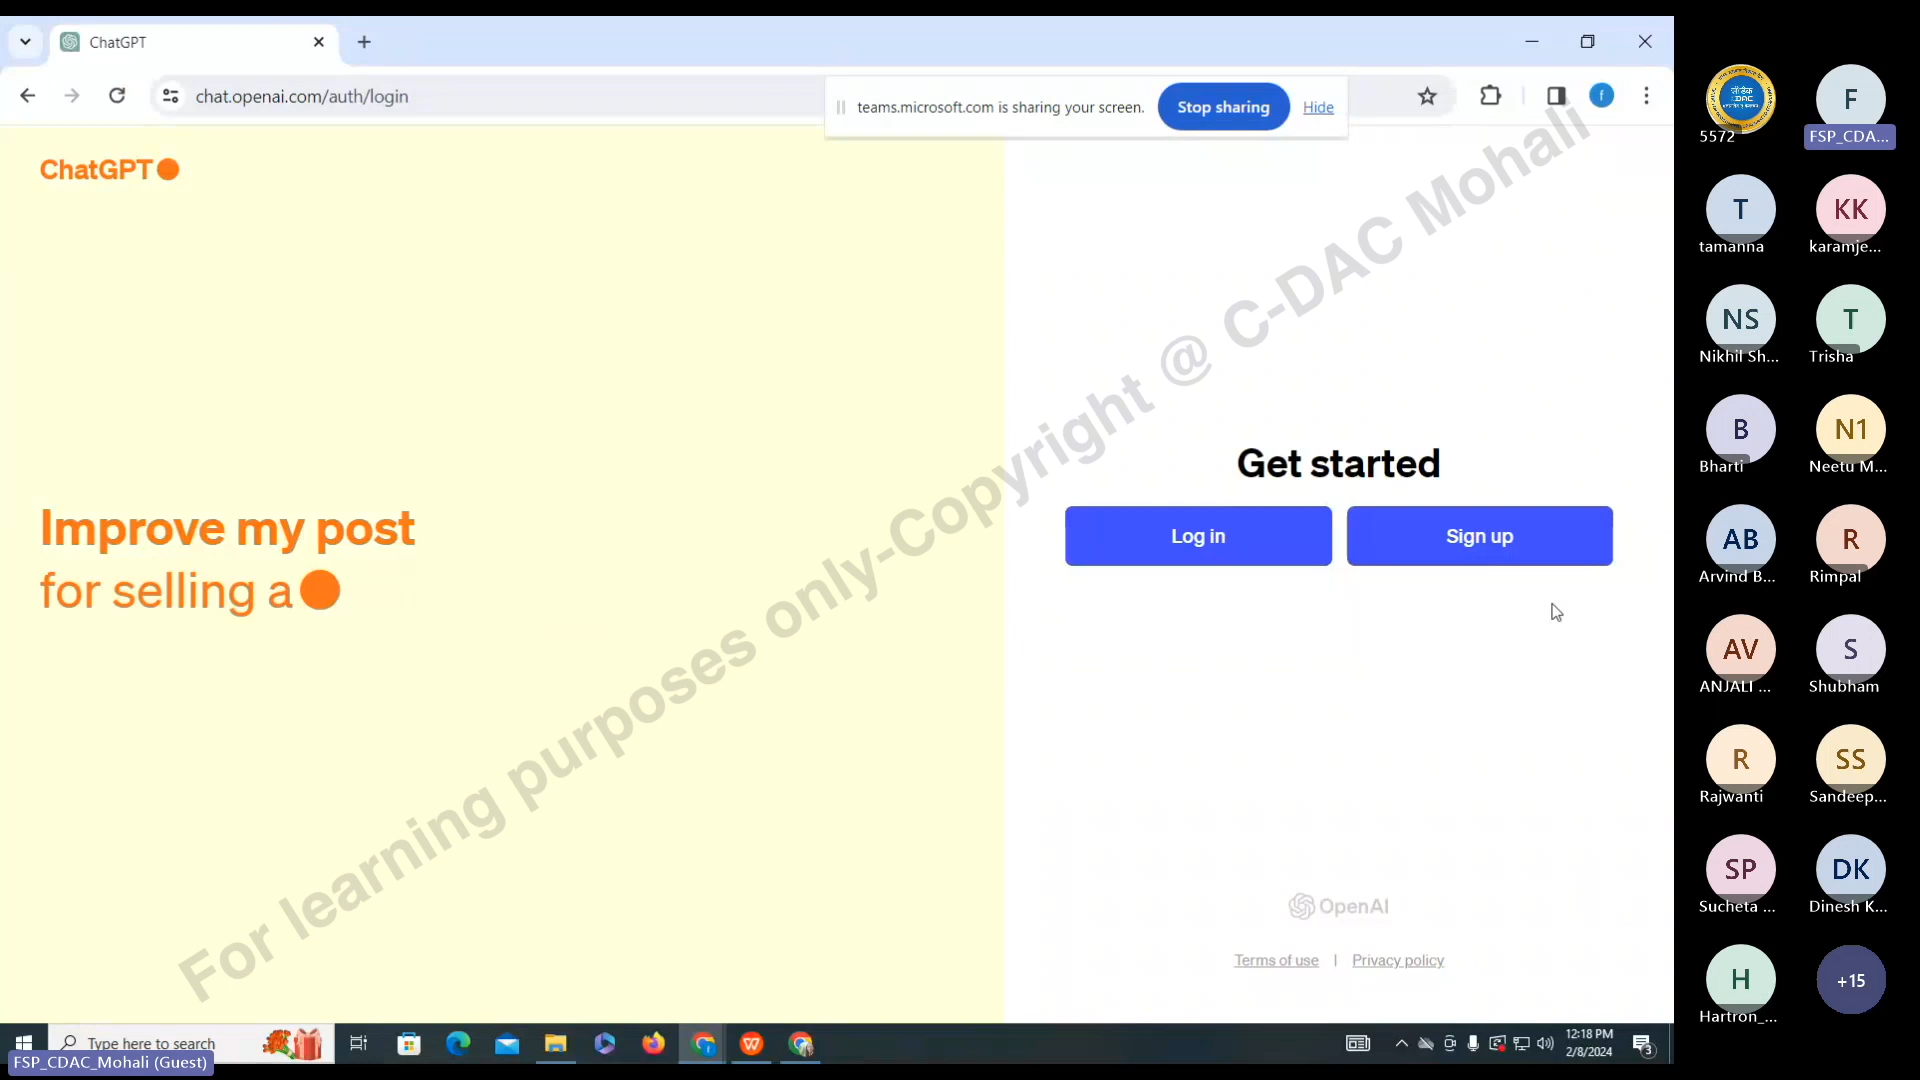 ChatGPT
chat.openai.com/auth/login
teams.microsoft.com is sharing your screen.
Stop sharing
Hide
f
ChatGPT
Improve my post
for selling a
Get started
Log in
Sign up
OpenAI
Terms of use | Privacy policy
For learning purposes only-Copyright @ C-DAC Mohali
Type here to search
12:18 PM
2/8/2024
3
FSP_CDAC_Mohali (Guest)
5572
F
FSP_CDA...
T
tamanna
KK
karamje...
NS
Nikhil Sh...
T
Trisha
B
Bharti
N1
Neetu M...
AB
Arvind B...
R
Rimpal
AV
ANJALI ...
S
Shubham
R
Rajwanti
SS
Sandeep...
SP
Sucheta ...
DK
Dinesh K...
H
Hartron_...
+15